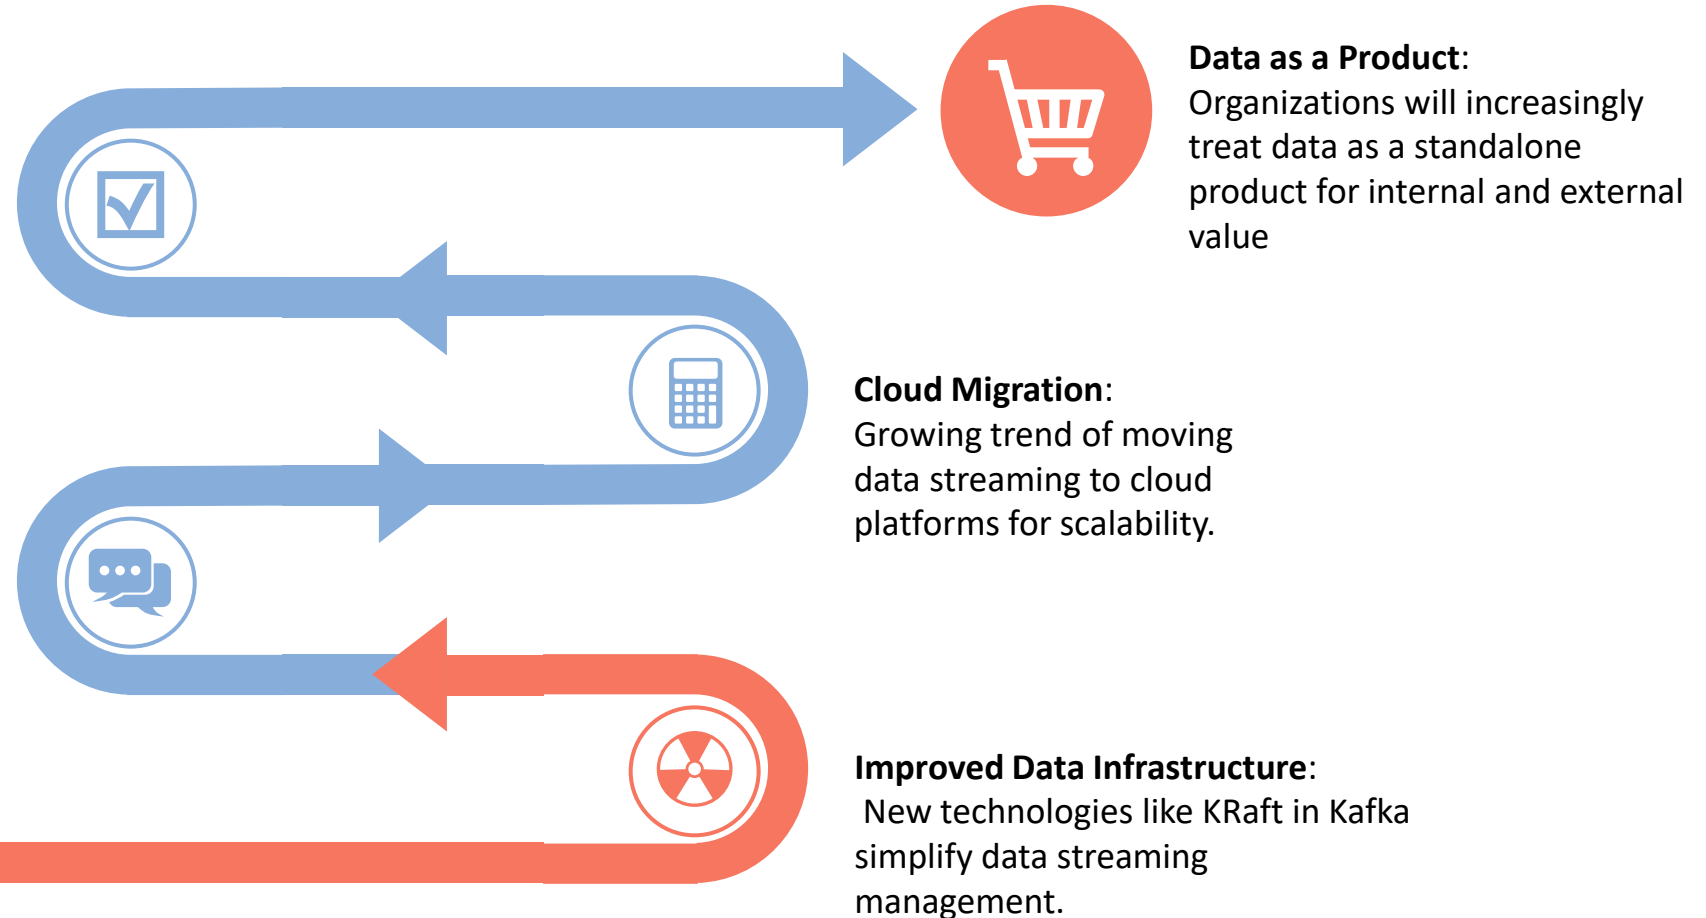 Data as a Product:
Organizations will increasingly
treat data as a standalone
product for internal and external
value
Cloud Migration:
Growing trend of moving
data streaming to cloud
platforms for scalability.
Improved Data Infrastructure:
New technologies like KRaft in Kafka
simplify data streaming
management.